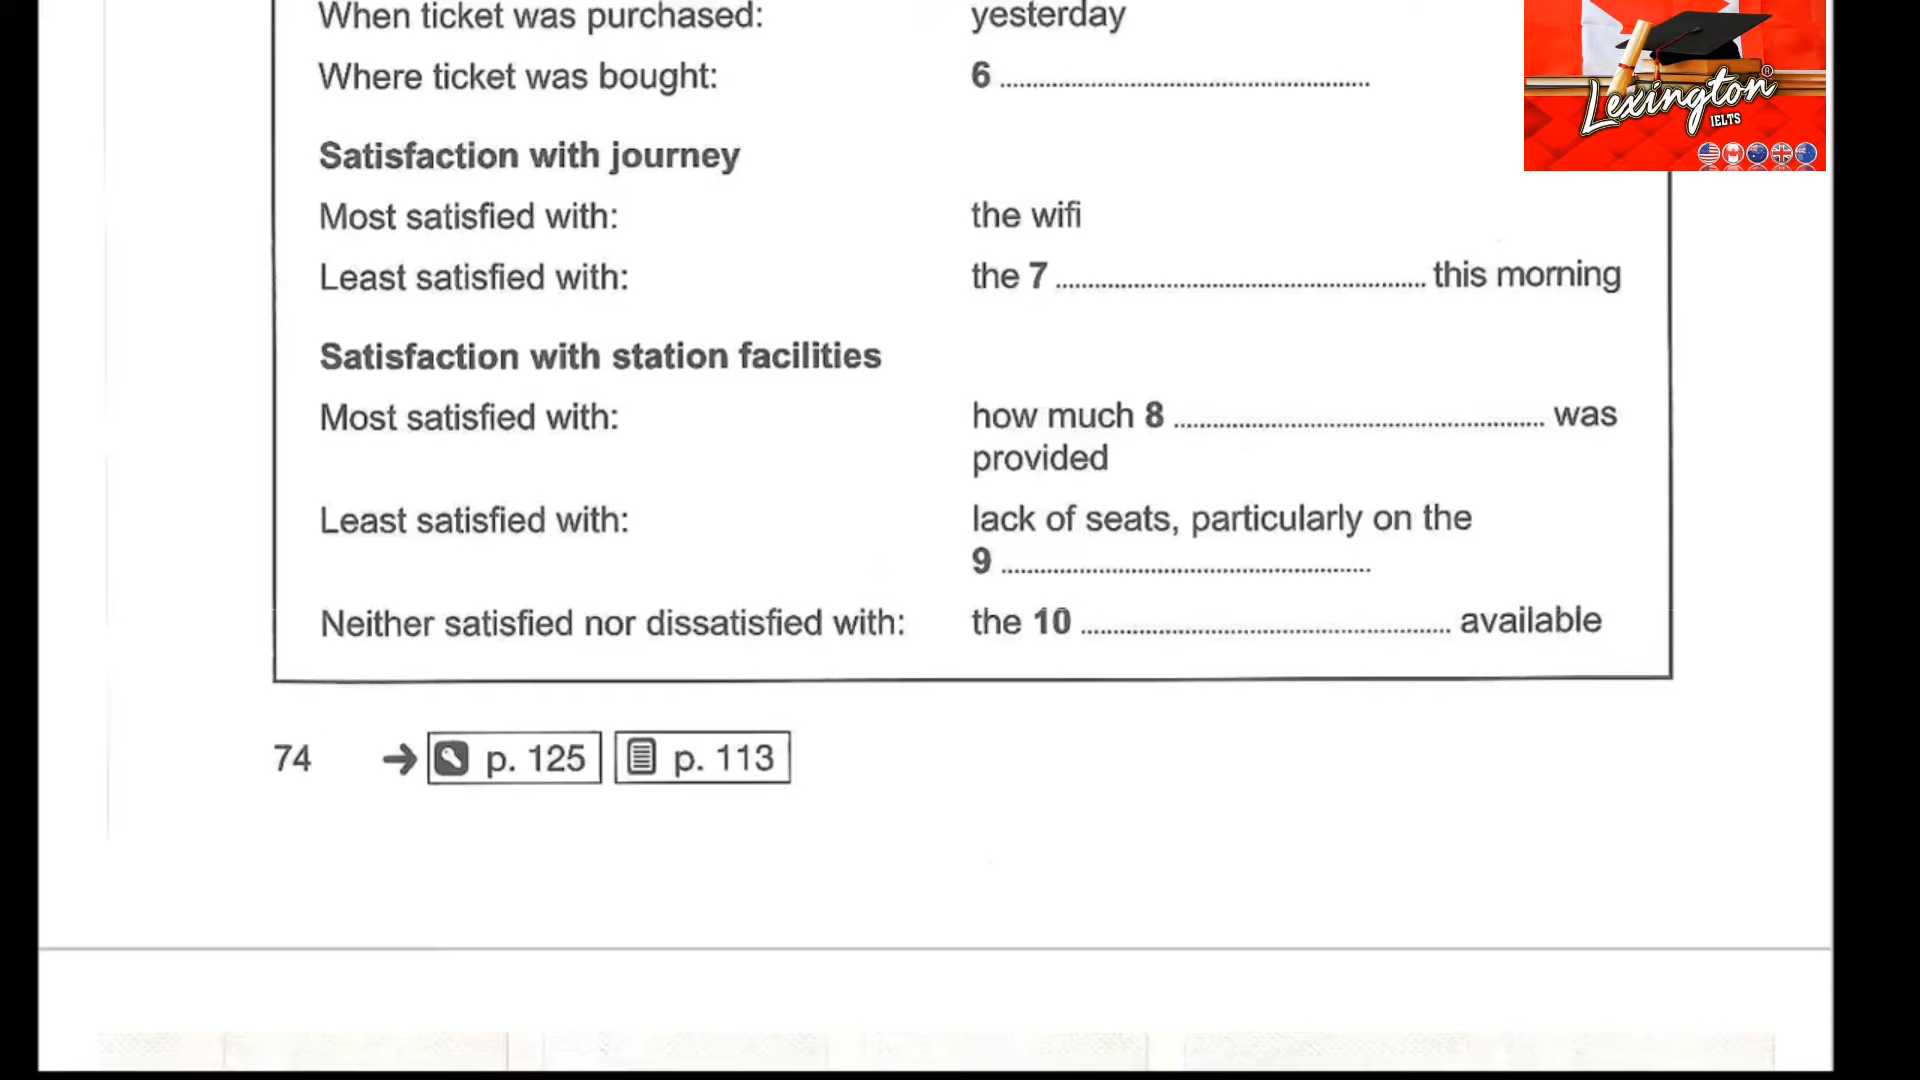 When ticket was purchased: yesterday
Where ticket was bought: 6 ..........................................................
Satisfaction with journey
Most satisfied with: the wifi
Least satisfied with: the 7 .......................................................... this morning
Satisfaction with station facilities
Most satisfied with: how much 8 .......................................................... was
provided
Least satisfied with: lack of seats, particularly on the
9 ..........................................................
Neither satisfied nor dissatisfied with: the 10 .......................................................... available
74 p. 125 p. 113
Lexington ®
IELTS